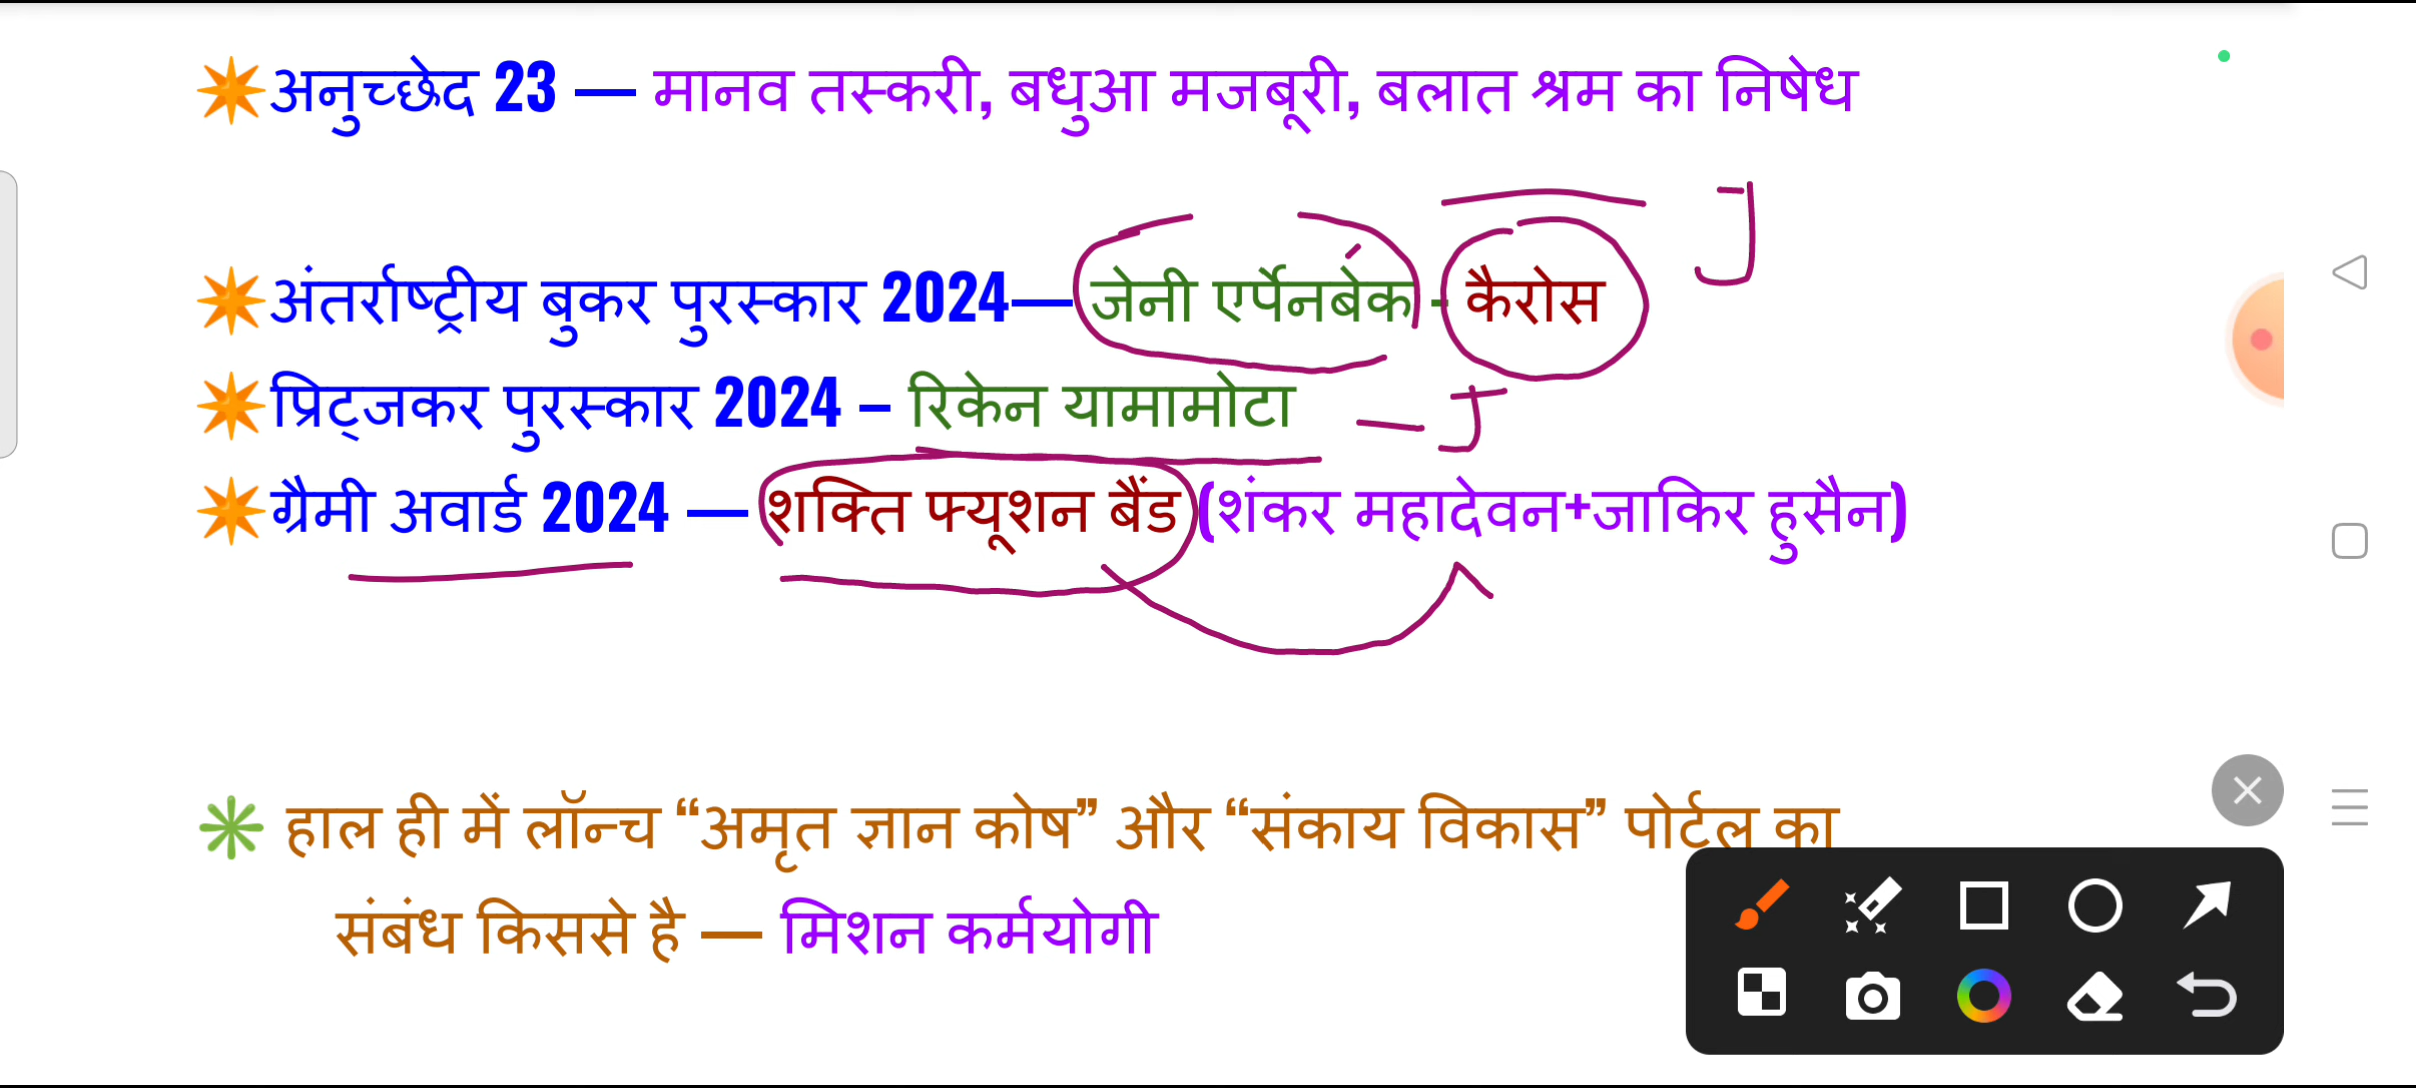 अनुच्छेद 23 — मानव तस्करी, बधुआ मजबूरी, बलात श्रम का निषेध
अंतर्राष्ट्रीय बुकर पुरस्कार 2024— जेनी एर्पेनबेक - कैरोस
प्रिट्जकर पुरस्कार 2024 – रिकेन यामामोटा – J
ग्रैमी अवार्ड 2024 — शक्ति फ्यूशन बैंड (शंकर महादेवन+जाकिर हुसैन)
हाल ही में लॉन्च “अमृत ज्ञान कोष” और “संकाय विकास” पोर्टल का
संबंध किससे है — मिशन कर्मयोगी